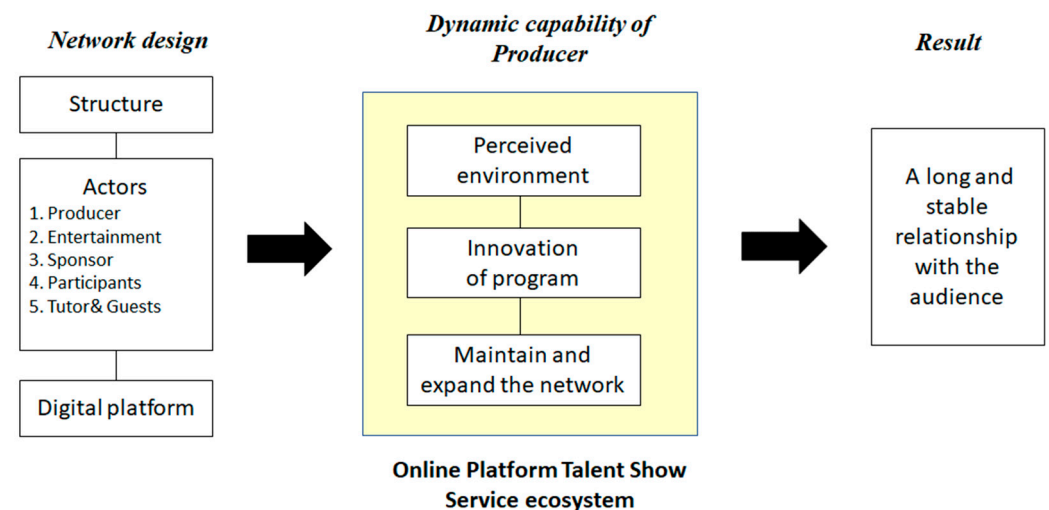 Network design
Structure
Actors
1. Producer
2. Entertainment
3. Sponsor
4. Participants
5. Tutor& Guests
Digital platform
Dynamic capability of
Producer
Perceived
environment
Innovation
of program
Maintain and
expand the network
Online Platform Talent Show
Service ecosystem
Result
A long and
stable
relationship
with the
audience